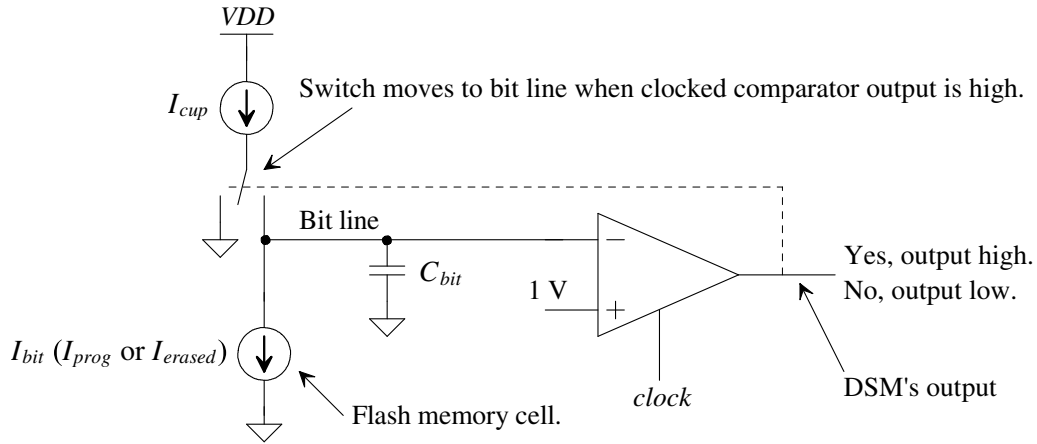 VDD
Switch moves to bit line when clocked comparator output is high.
I_cup
Bit line
C_bit
Yes, output high.
No, output low.
1 V
I_bit (I_prog or I_erased)
clock
DSM's output
Flash memory cell.